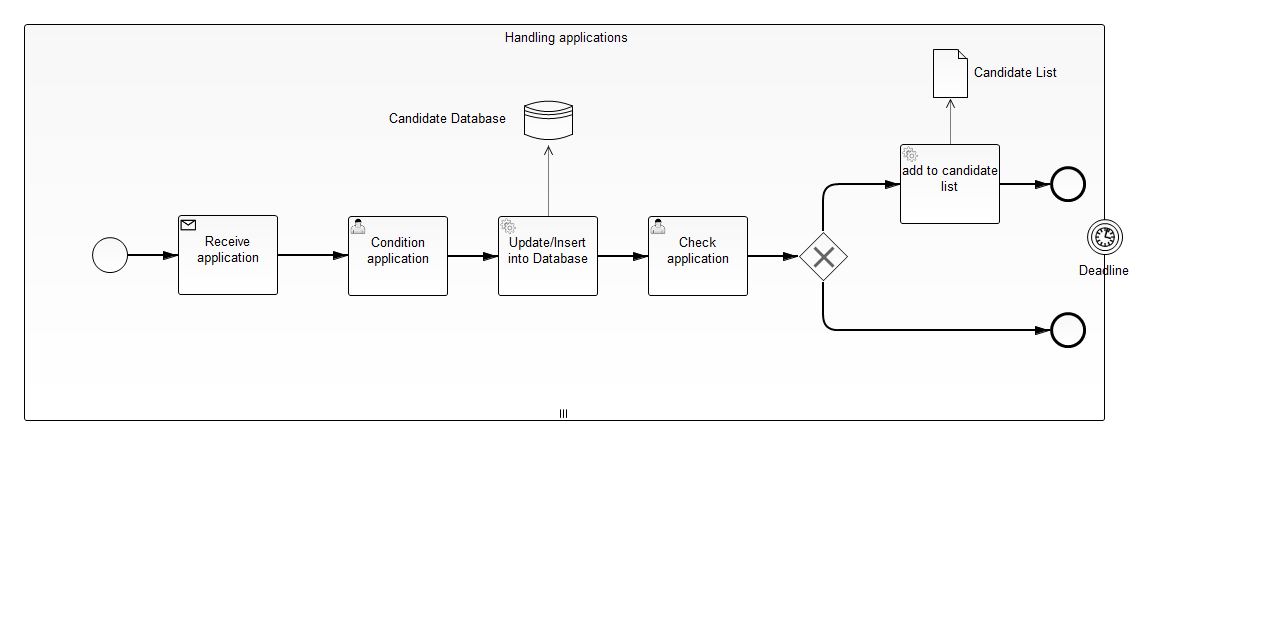 Handling applications
Candidate List
Candidate Database
add to candidate
list
Receive
application
Condition
application
Update/Insert
into Database
Check
application
Deadline